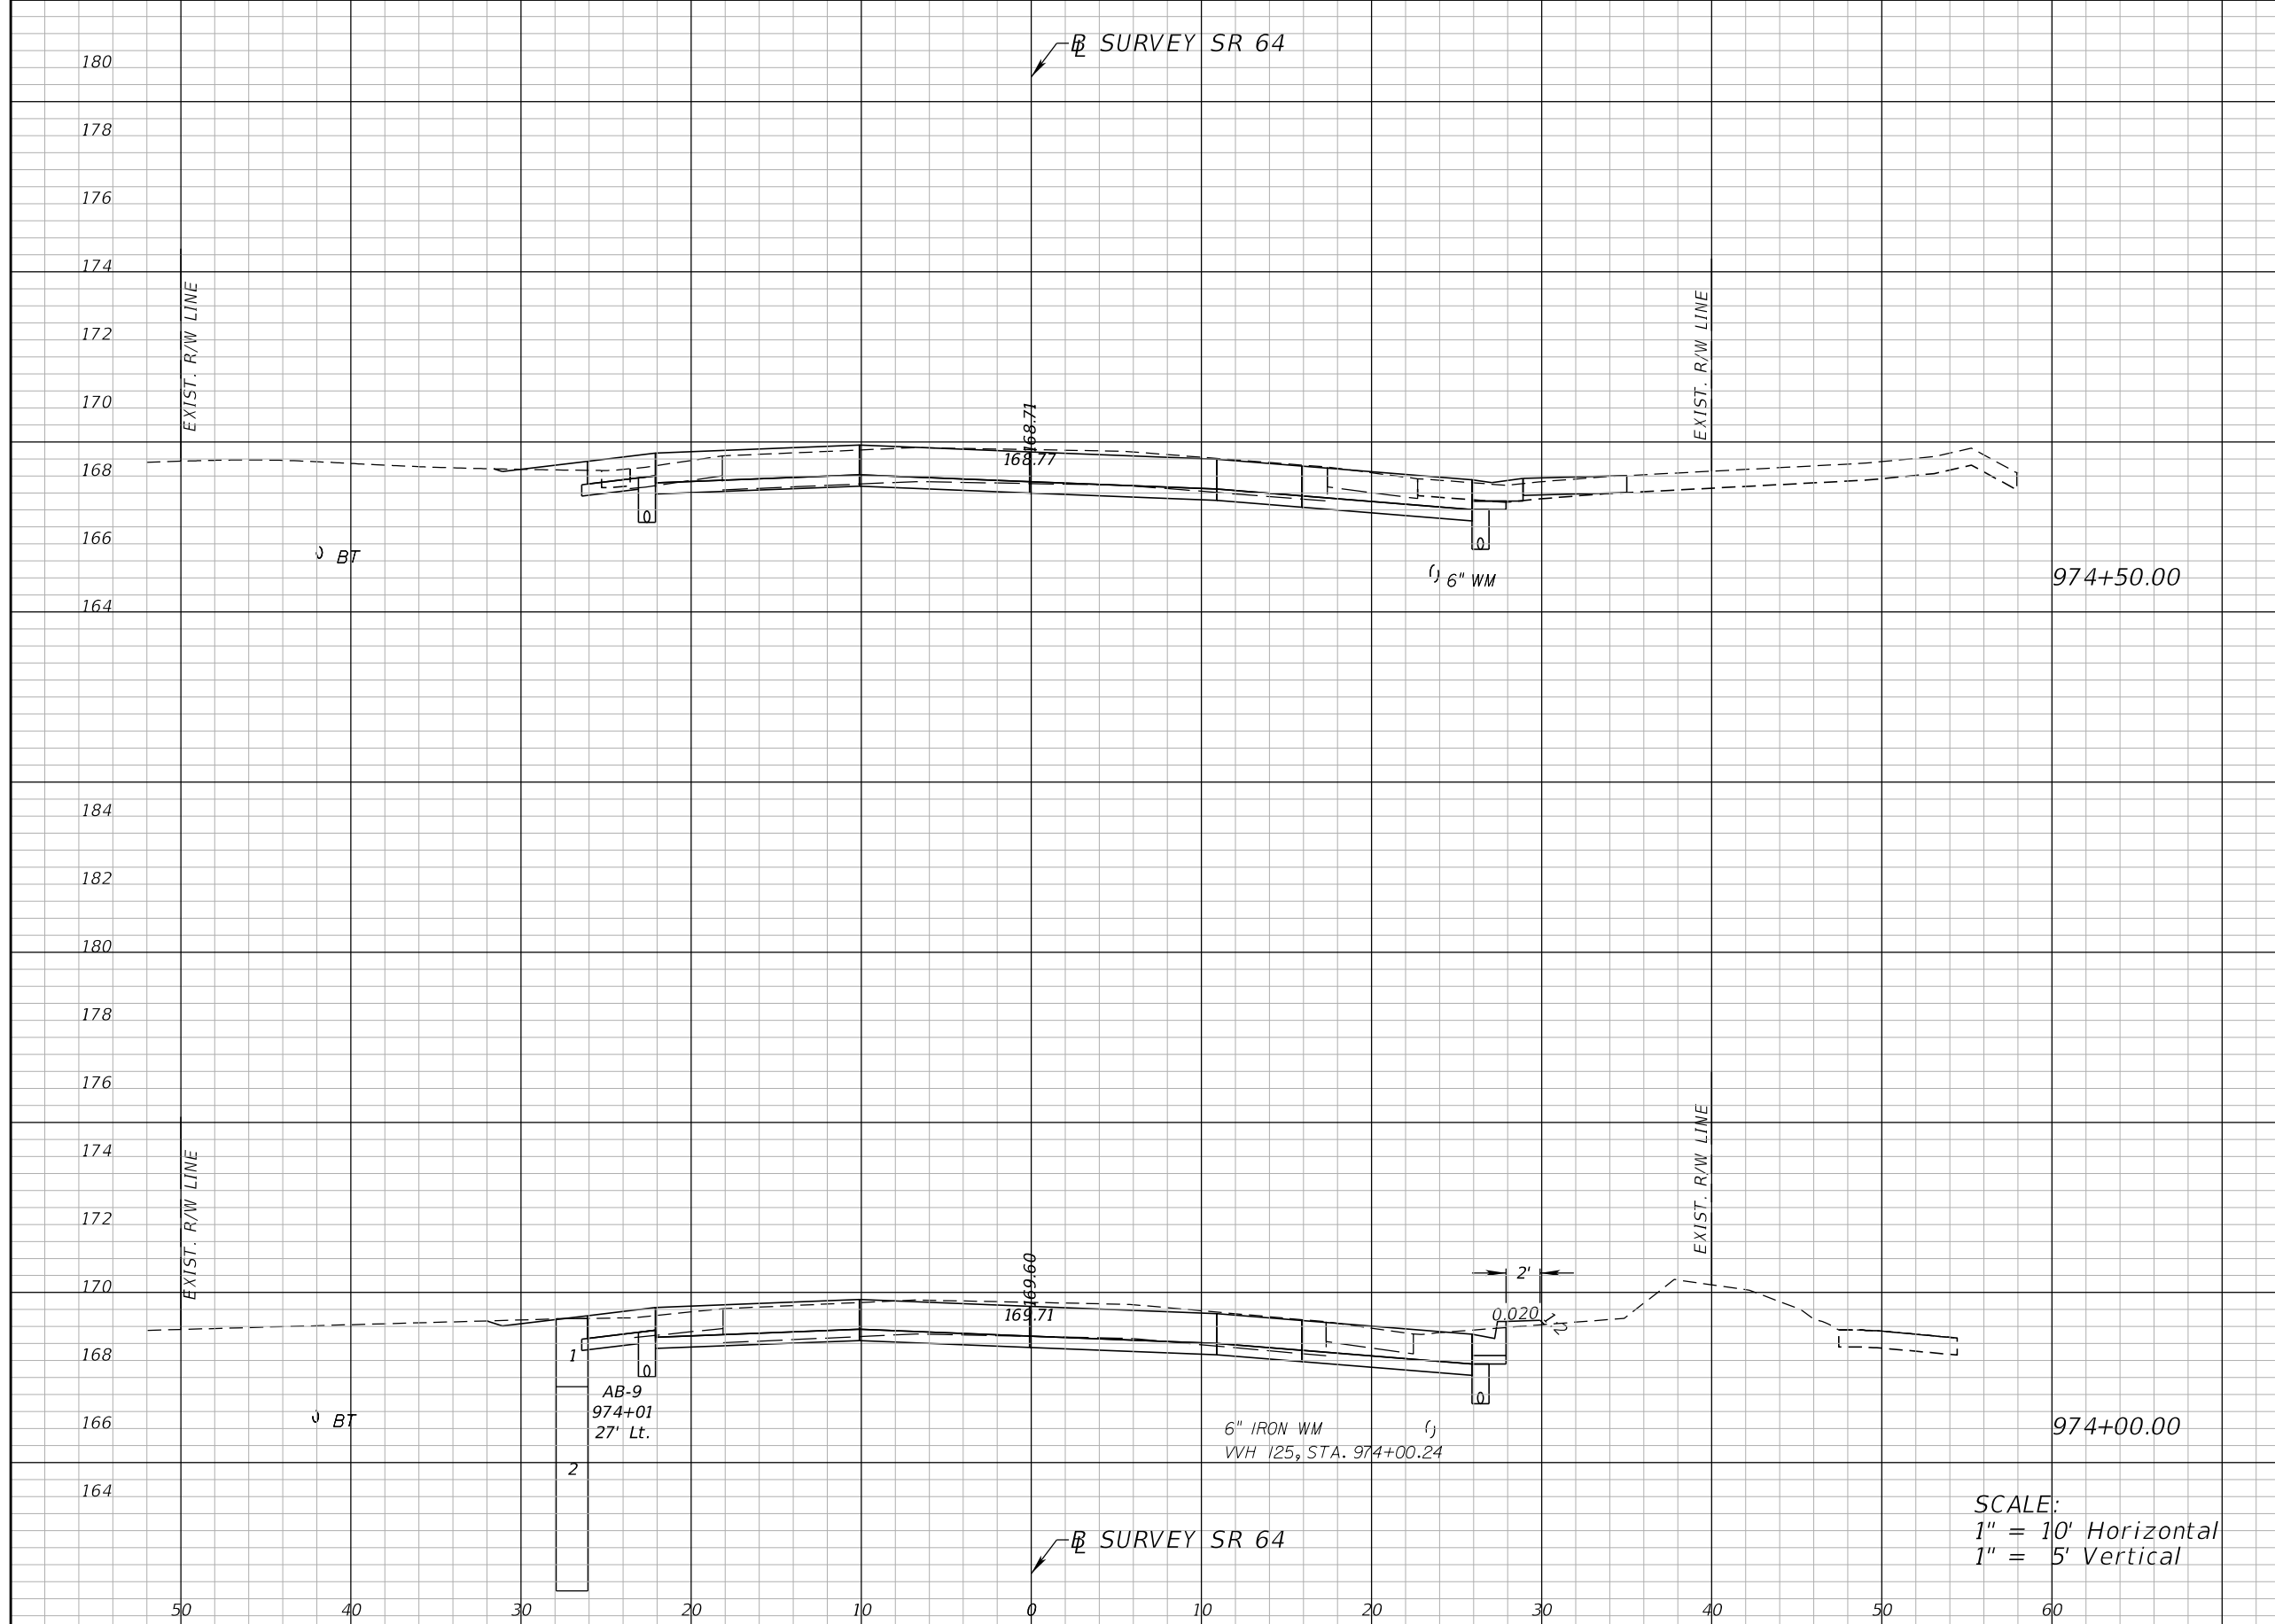 BL SURVEY SR 64
180
178
176
174
EXIST. R/W LINE
EXIST. R/W LINE
172
170
168.71
168.77
168
166
BT
6" WM
974+50.00
164
184
182
180
178
176
174
EXIST. R/W LINE
EXIST. R/W LINE
172
170
169.60
169.71
2'
0.020
1
2
168
1
AB-9
974+01
27' Lt.
166
BT
6" IRON WM
VVH 125, STA. 974+00.24
974+00.00
2
164
SCALE:
1" = 10' Horizontal
1" = 5' Vertical
BL SURVEY SR 64
50 40 30 20 10 0 10 20 30 40 50 60